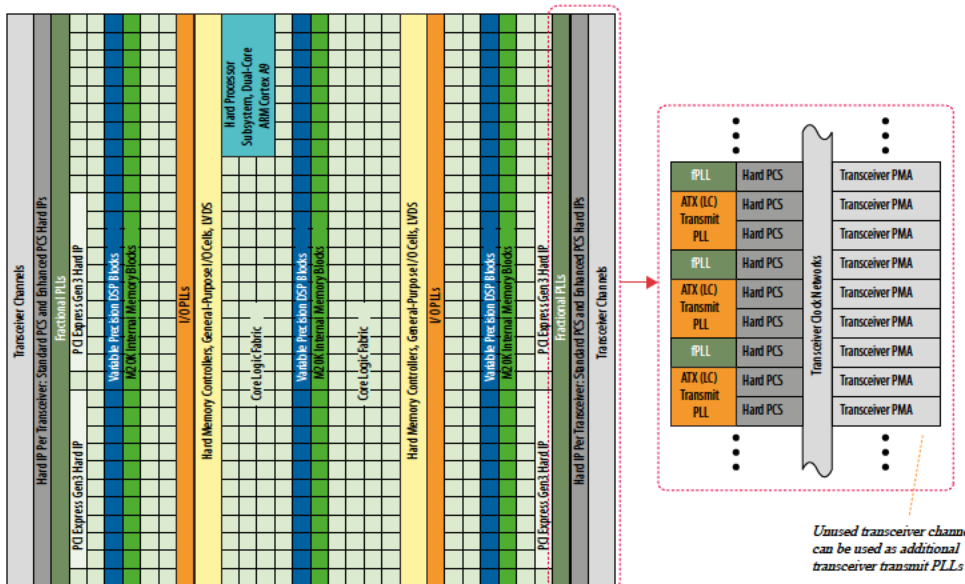 Transceiver Channels
Hard IP Per Transceiver: Standard PCS and Enhanced PCS Hard IPs
Fractional PLLs
PCI Express Gen3 Hard IP
PCI Express Gen3 Hard IP
Variable Precision DSP Blocks
M20K Internal Memory Blocks
I/O PLLs
Hard Memory Controllers, General-Purpose I/O Cells, LVDS
Hard Processor
Subsystem, Dual-Core
ARM Cortex A9
Core Logic Fabric
Variable Precision DSP Blocks
M20K Internal Memory Blocks
Core Logic Fabric
Hard Memory Controllers, General-Purpose I/O Cells, LVDS
I/O PLLs
Variable Precision DSP Blocks
M20K Internal Memory Blocks
PCI Express Gen3 Hard IP
PCI Express Gen3 Hard IP
Fractional PLLs
Hard IP Per Transceiver: Standard PCS and Enhanced PCS Hard IPs
Transceiver Channels
fPLL
Hard PCS
Transceiver PMA
ATX (LC)
Transmit
PLL
Hard PCS
Transceiver PMA
Hard PCS
Transceiver PMA
fPLL
Hard PCS
Transceiver PMA
ATX (LC)
Transmit
PLL
Hard PCS
Transceiver PMA
Hard PCS
Transceiver PMA
fPLL
Hard PCS
Transceiver PMA
ATX (LC)
Transmit
PLL
Hard PCS
Transceiver PMA
Hard PCS
Transceiver PMA
Transceiver Clock Networks
Unused transceiver channe
can be used as additional
transceiver transmit PLLs